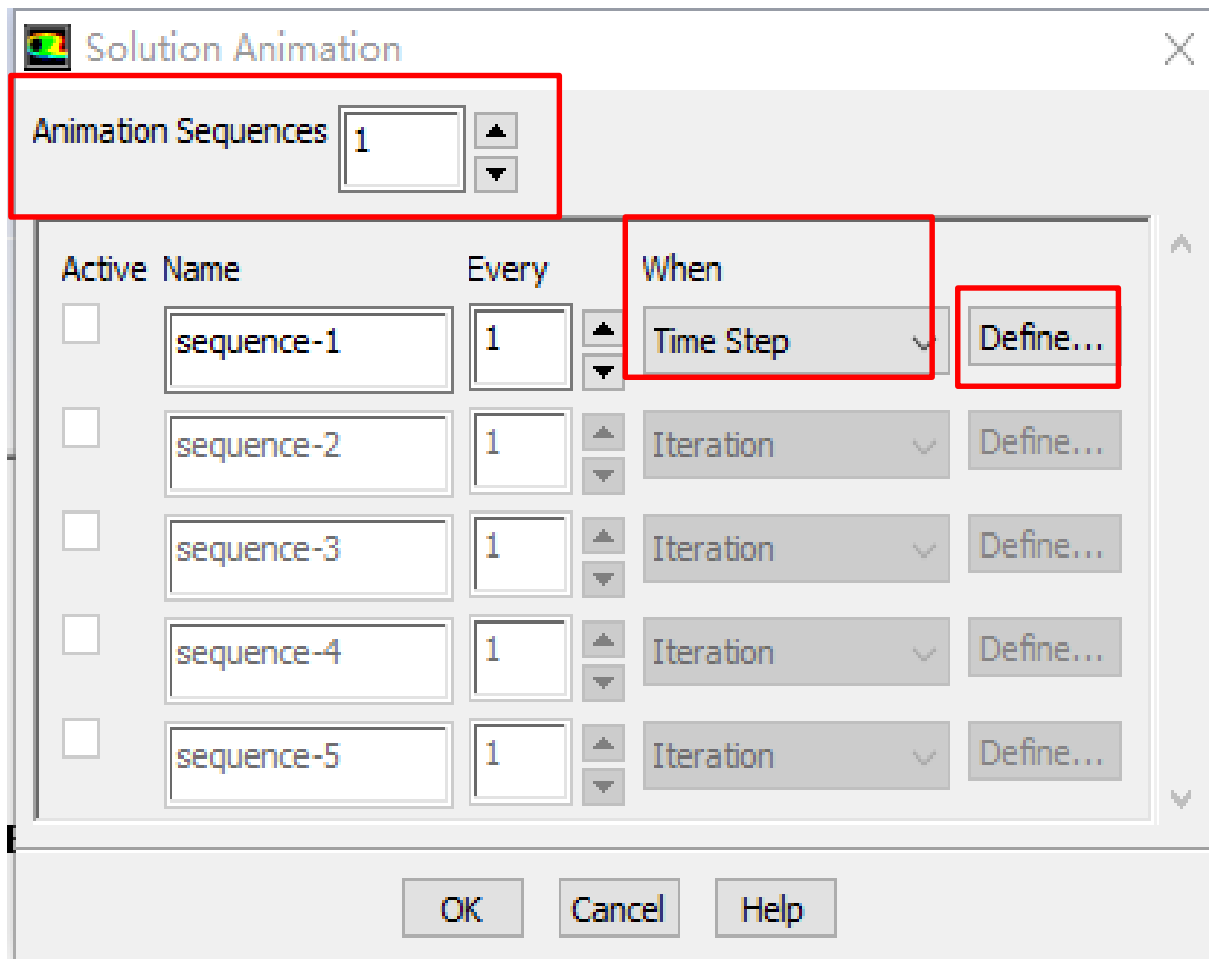 Solution Animation
Animation Sequences 1
Active Name Every When
sequence-1 1 Time Step Define...
sequence-2 1 Iteration Define...
sequence-3 1 Iteration Define...
sequence-4 1 Iteration Define...
sequence-5 1 Iteration Define...
OK Cancel Help